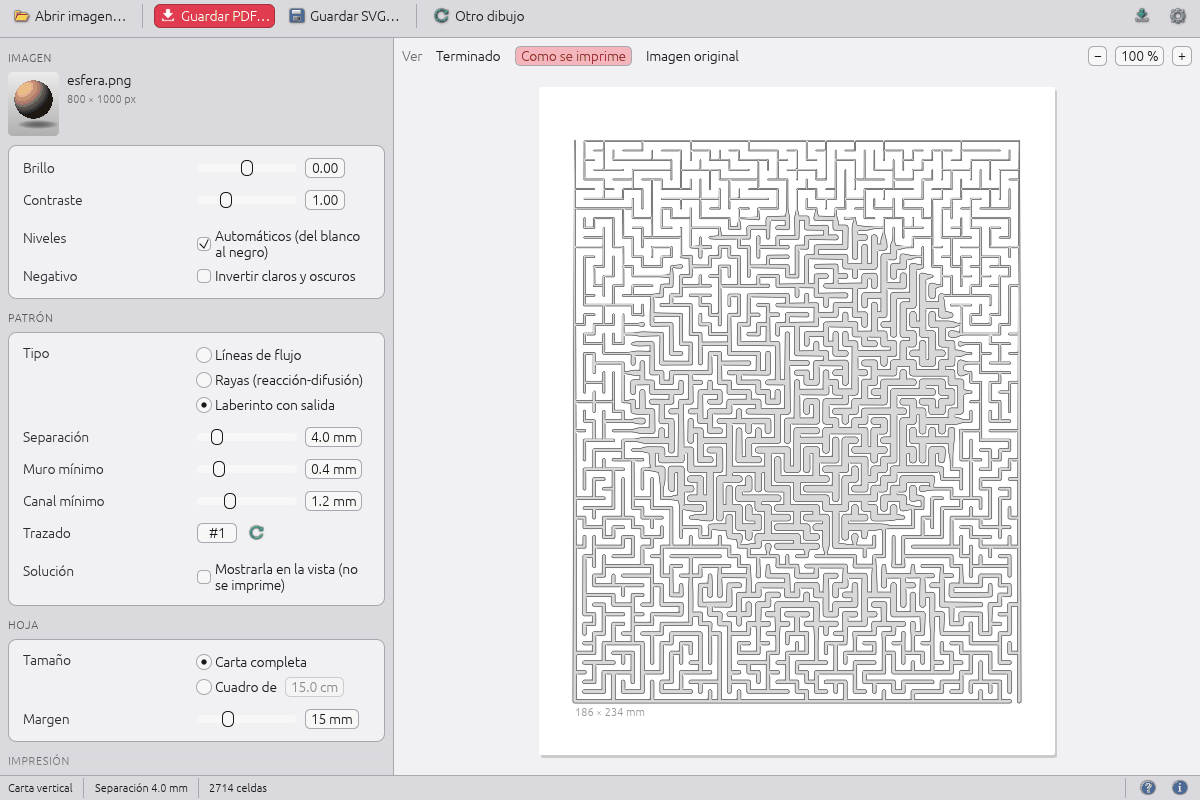 Abrir imagen...
Guardar PDF...
Guardar SVG...
Otro dibujo
IMAGEN
esfera.png
800 × 1000 px
Brillo
0.00
Contraste
1.00
Niveles
Automáticos (del blanco
al negro)
Negativo
Invertir claros y oscuros
PATRÓN
Tipo
Líneas de flujo
Rayas (reacción-difusión)
Laberinto con salida
Separación
4.0 mm
Muro mínimo
0.4 mm
Canal mínimo
1.2 mm
Trazado
#1
Solución
Mostrarla en la vista (no
se imprime)
HOJA
Tamaño
Carta completa
Cuadro de
15.0 cm
Margen
15 mm
IMPRESIÓN
Ver
Terminado
Como se imprime
Imagen original
−
100 %
+
186 × 234 mm
Carta vertical
Separación 4.0 mm
2714 celdas